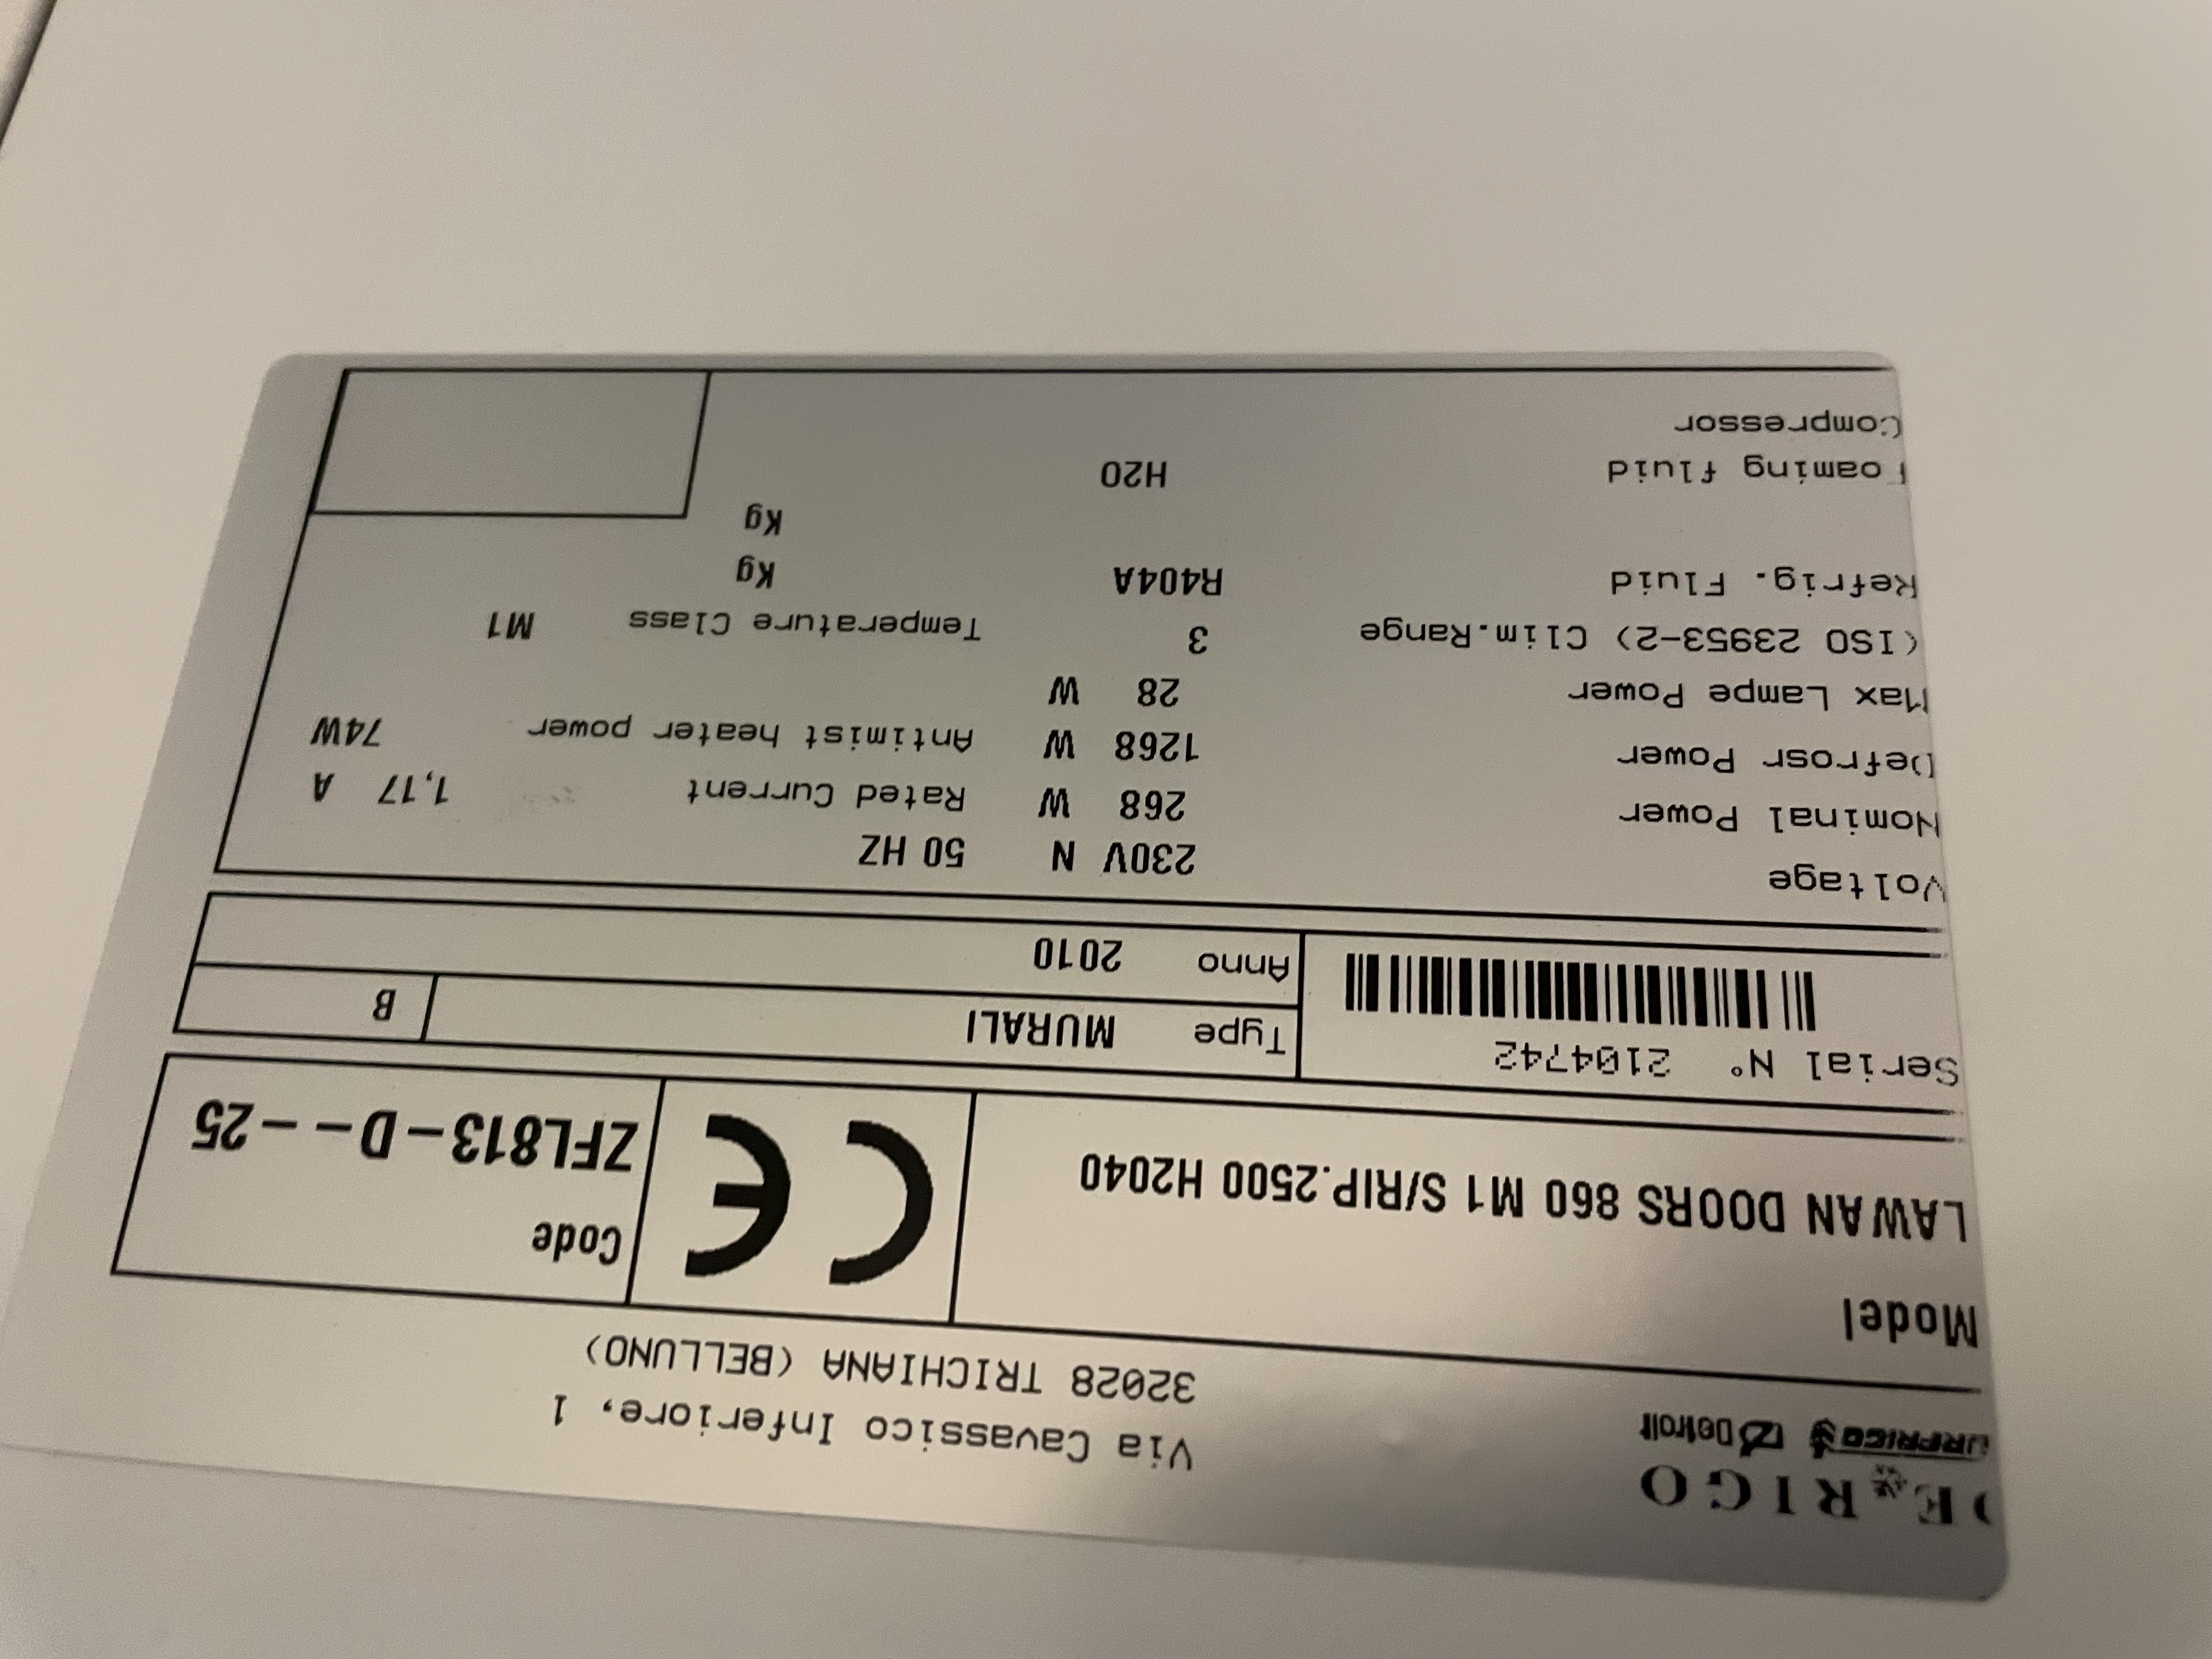 DE RIGO
SURFRIGO Detroit
Via Cavassico Inferiore, 1
32028 TRICHIANA (BELLUNO)
Model
LAWAN DOORS 860 M1 S/RIP.2500 H2040
CE
Code
ZFL813-D---25
Serial N° 2104742
Type MURALI B
Anno 2010
Voltage 230V N 50 HZ
Nominal Power 268 W Rated Current 1,17 A
Defrosr Power 1268 W Antimist heater power 74W
Max Lampe Power 28 W
(ISO 23953-2) Clim.Range 3 Temperature Class M1
Refrig. Fluid R404A Kg
Kg
Foaming fluid H2O
Compressor